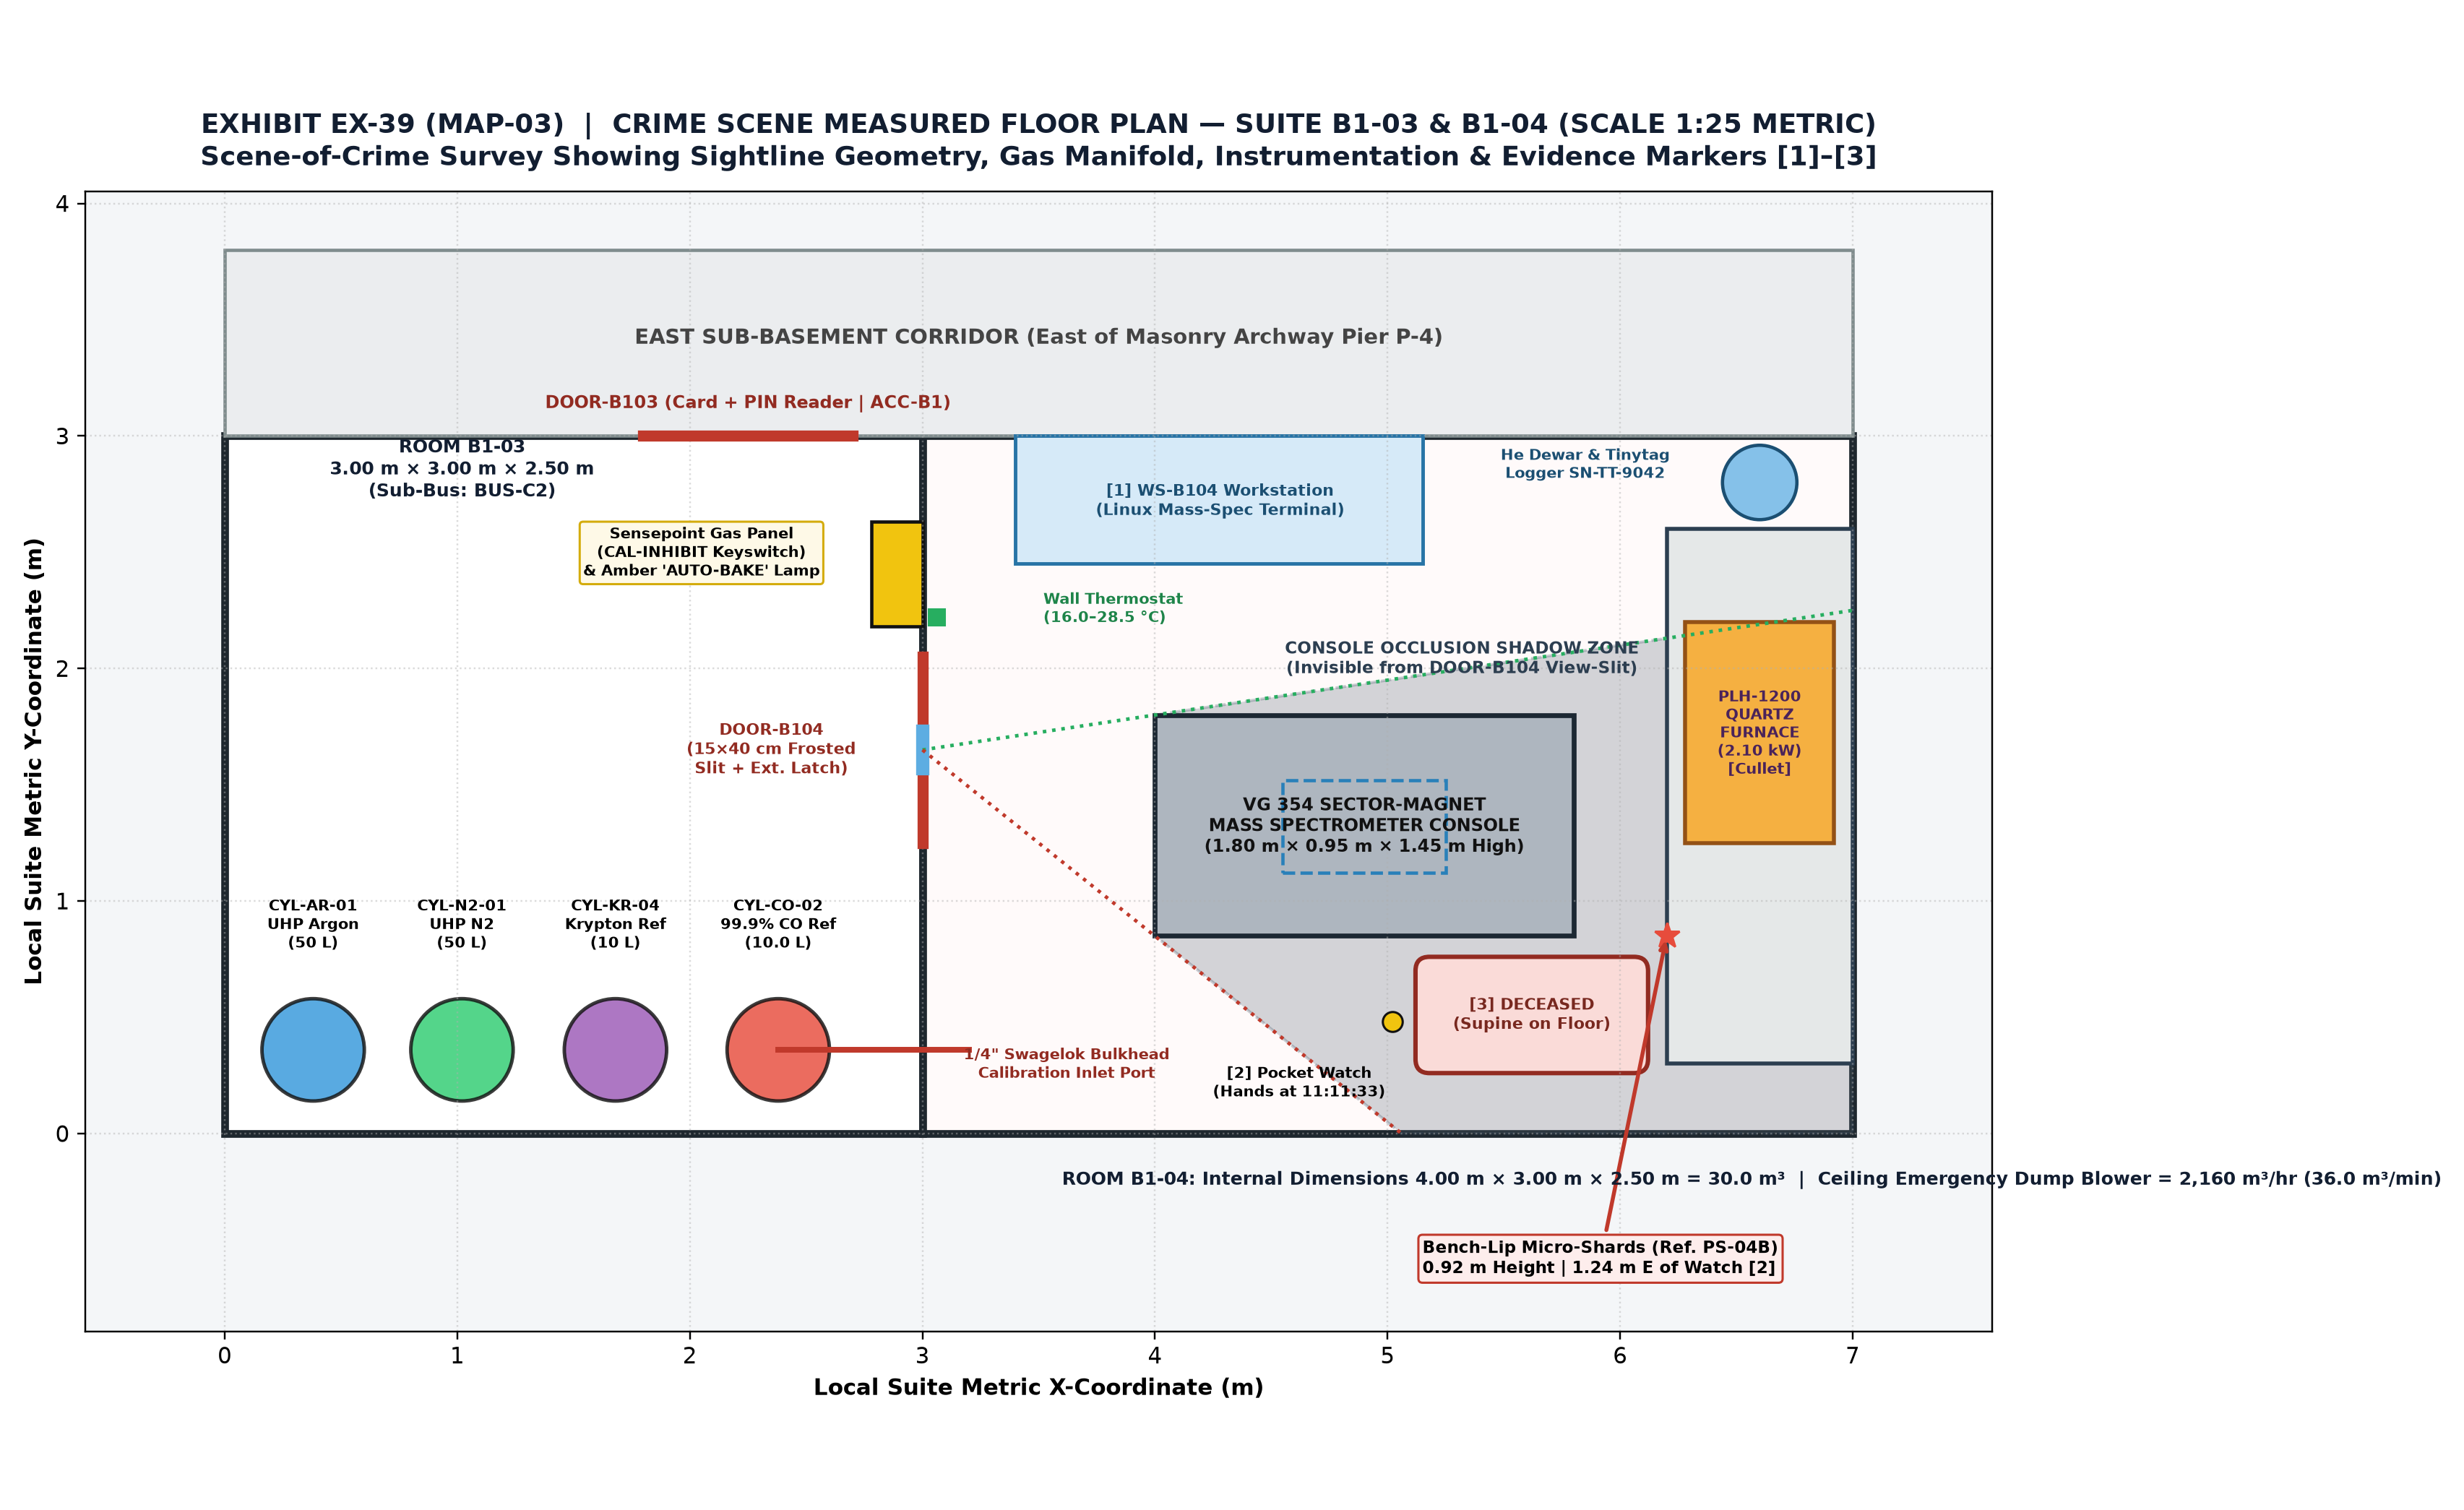 EXHIBIT EX-39 (MAP-03) | CRIME SCENE MEASURED FLOOR PLAN — SUITE B1-03 & B1-04 (SCALE 1:25 METRIC)
Scene-of-Crime Survey Showing Sightline Geometry, Gas Manifold, Instrumentation & Evidence Markers [1]–[3]
Local Suite Metric Y-Coordinate (m)
4
3
2
1
0
EAST SUB-BASEMENT CORRIDOR (East of Masonry Archway Pier P-4)
DOOR-B103 (Card + PIN Reader | ACC-B1)
ROOM B1-03
3.00 m × 3.00 m × 2.50 m
(Sub-Bus: BUS-C2)
Sensepoint Gas Panel
(CAL-INHIBIT Keyswitch)
& Amber 'AUTO-BAKE' Lamp
[1] WS-B104 Workstation
(Linux Mass-Spec Terminal)
He Dewar & Tinytag
Logger SN-TT-9042
Wall Thermostat
(16.0–28.5 °C)
CONSOLE OCCLUSION SHADOW ZONE
(Invisible from DOOR-B104 View-Slit)
DOOR-B104
(15×40 cm Frosted
Slit + Ext. Latch)
PLH-1200
QUARTZ
FURNACE
(2.10 kW)
[Cullet]
VG 354 SECTOR-MAGNET
MASS SPECTROMETER CONSOLE
(1.80 m × 0.95 m × 1.45 m High)
CYL-AR-01
UHP Argon
(50 L)
CYL-N2-01
UHP N2
(50 L)
CYL-KR-04
Krypton Ref
(10 L)
CYL-CO-02
99.9% CO Ref
(10.0 L)
1/4" Swagelok Bulkhead
Calibration Inlet Port
[2] Pocket Watch
(Hands at 11:11:33)
[3] DECEASED
(Supine on Floor)
ROOM B1-04: Internal Dimensions 4.00 m × 3.00 m × 2.50 m = 30.0 m³ | Ceiling Emergency Dump Blower = 2,160 m³/hr (36.0 m³/min)
Bench-Lip Micro-Shards (Ref. PS-04B)
0.92 m Height | 1.24 m E of Watch [2]
0 1 2 3 4 5 6 7
Local Suite Metric X-Coordinate (m)